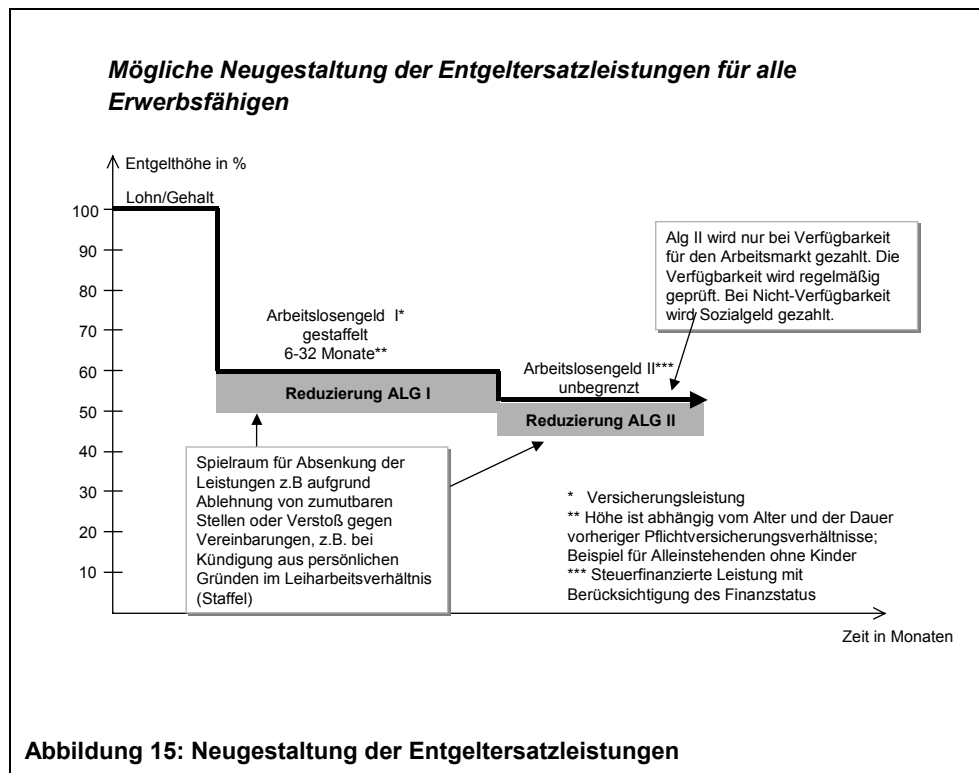 Mögliche Neugestaltung der Entgeltersatzleistungen für alle
Erwerbsfähigen
Entgelthöhe in %
Lohn/Gehalt
100
90
80
70
60
50
40
30
20
10
Arbeitslosengeld I*
gestaffelt
6-32 Monate**
Reduzierung ALG I
Alg II wird nur bei Verfügbarkeit
für den Arbeitsmarkt gezahlt. Die
Verfügbarkeit wird regelmäßig
geprüft. Bei Nicht-Verfügbarkeit
wird Sozialgeld gezahlt.
Arbeitslosengeld II***
unbegrenzt
Reduzierung ALG II
Spielraum für Absenkung der
Leistungen z.B aufgrund
Ablehnung von zumutbaren
Stellen oder Verstoß gegen
Vereinbarungen, z.B. bei
Kündigung aus persönlichen
Gründen im Leiharbeitsverhältnis
(Staffel)
* Versicherungsleistung
** Höhe ist abhängig vom Alter und der Dauer
vorheriger Pflichtversicherungsverhältnisse;
Beispiel für Alleinstehenden ohne Kinder
*** Steuerfinanzierte Leistung mit
Berücksichtigung des Finanzstatus
Zeit in Monaten
Abbildung 15: Neugestaltung der Entgeltersatzleistungen